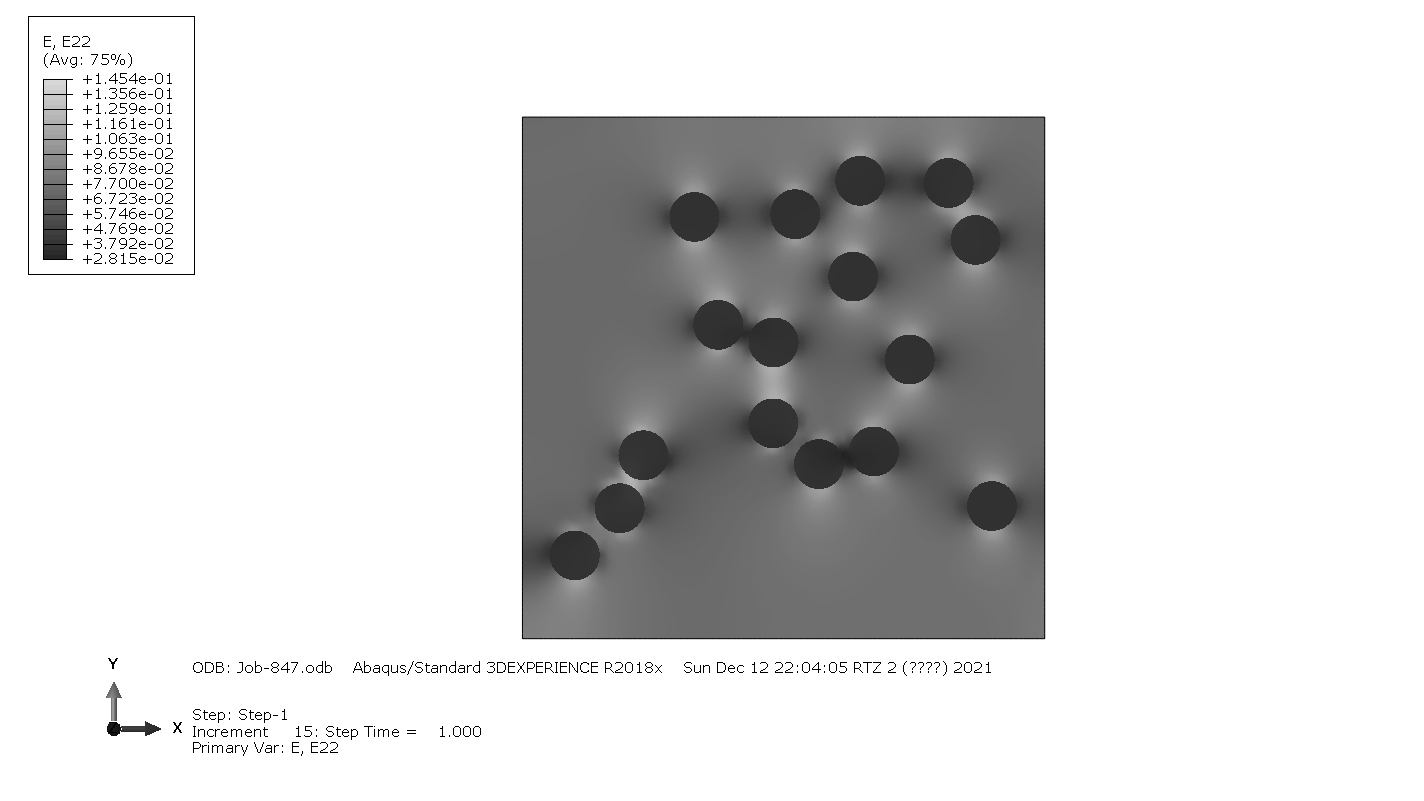 E, E22
(Avg: 75%)
+1.454e-01
+1.356e-01
+1.259e-01
+1.161e-01
+1.063e-01
+9.655e-02
+8.678e-02
+7.700e-02
+6.723e-02
+5.746e-02
+4.769e-02
+3.792e-02
+2.815e-02
Y
X
ODB: Job-847.odb Abaqus/Standard 3DEXPERIENCE R2018x Sun Dec 12 22:04:05 RTZ 2 (????) 2021
Step: Step-1
Increment 15: Step Time = 1.000
Primary Var: E, E22